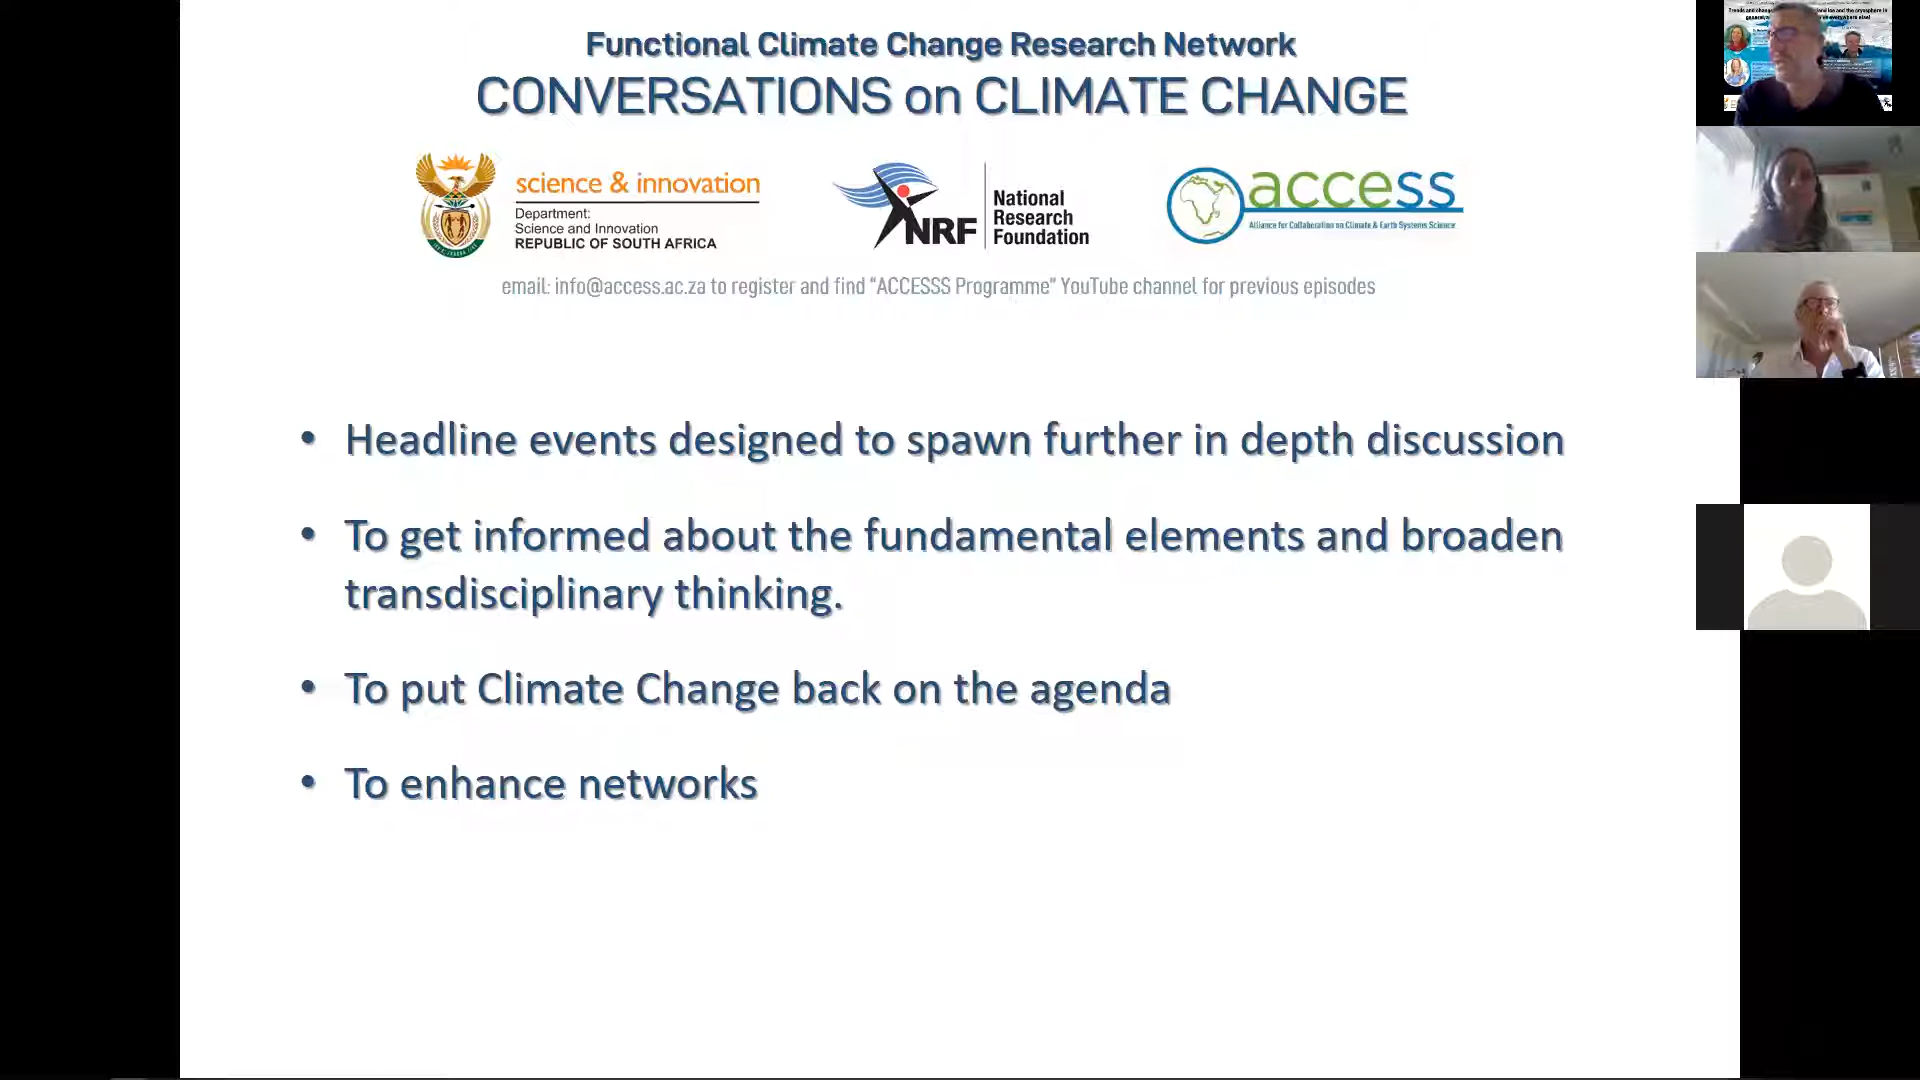 Functional Climate Change Research Network
CONVERSATIONS on CLIMATE CHANGE
science & innovation
Department:
Science and Innovation
REPUBLIC OF SOUTH AFRICA
NRF
National
Research
Foundation
access
Alliance for Collaboration on Climate & Earth Systems Science
email: info@access.ac.za to register and find “ACCESSS Programme” YouTube channel for previous episodes
• Headline events designed to spawn further in depth discussion
• To get informed about the fundamental elements and broaden
transdisciplinary thinking.
• To put Climate Change back on the agenda
• To enhance networks